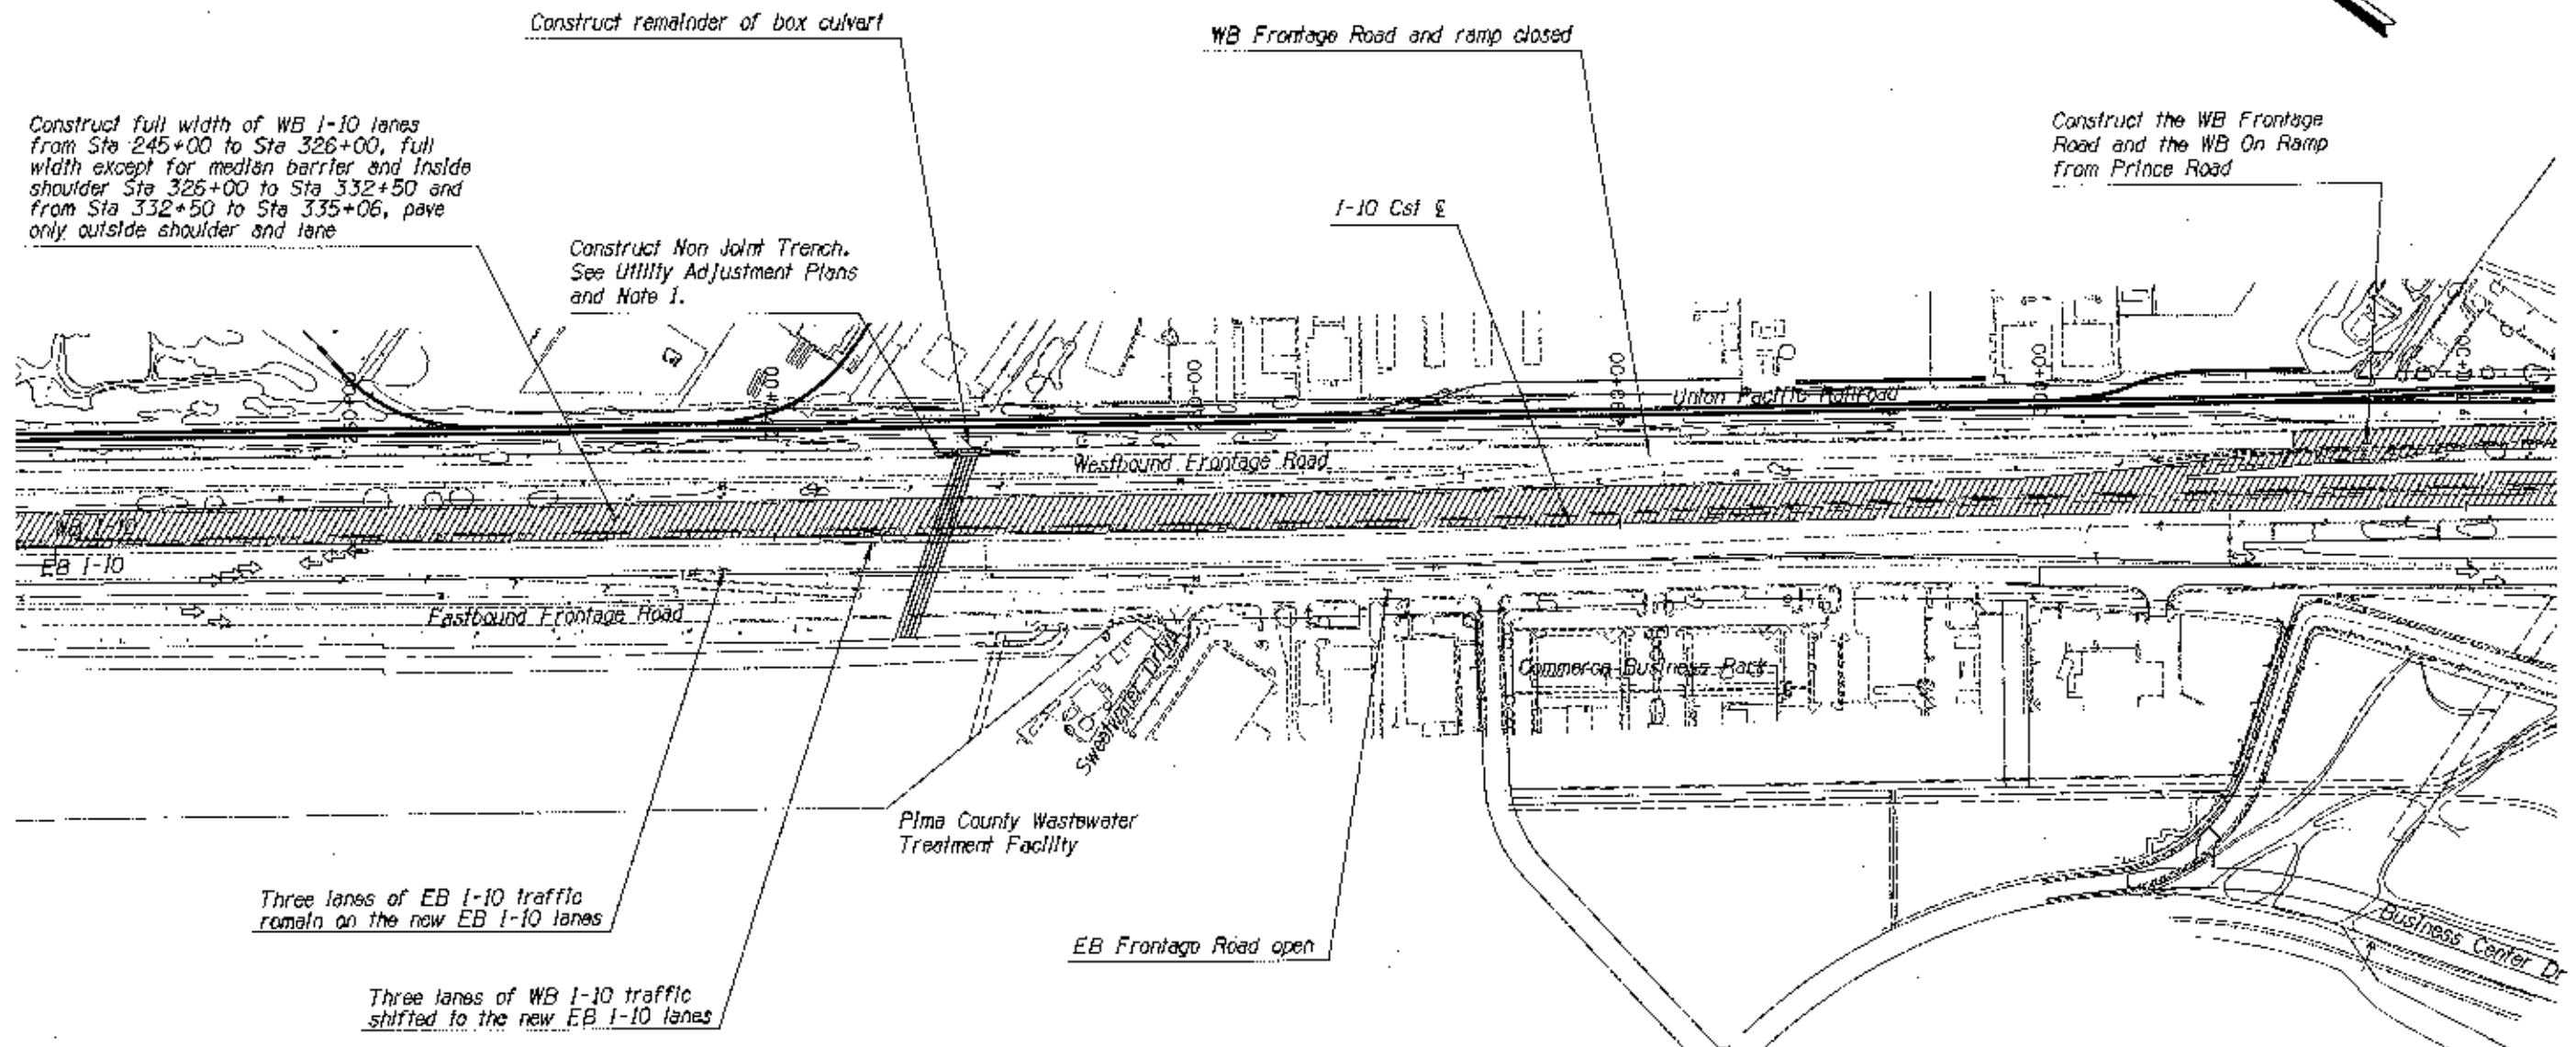 Construct remainder of box culvert
WB Frontage Road and ramp closed
Construct full width of WB I-10 lanes
from Sta 245+00 to Sta 326+00, full
width except for median barrier and inside
shoulder Sta 326+00 to Sta 332+50 and
from Sta 332+50 to Sta 335+06, pave
only outside shoulder and lane
Construct the WB Frontage
Road and the WB On Ramp
from Prince Road
I-10 Cst ℄
Construct Non Joint Trench.
See Utility Adjustment Plans
and Note 1.
Union Pacific Railroad
Westbound Frontage Road
WB I-10
EB I-10
Eastbound Frontage Road
Commerce Business Park
Sweetwater Drive
Pima County Wastewater
Treatment Facility
Three lanes of EB I-10 traffic
remain on the new EB I-10 lanes
EB Frontage Road open
Business Center Dr
Three lanes of WB I-10 traffic
shifted to the new EB I-10 lanes